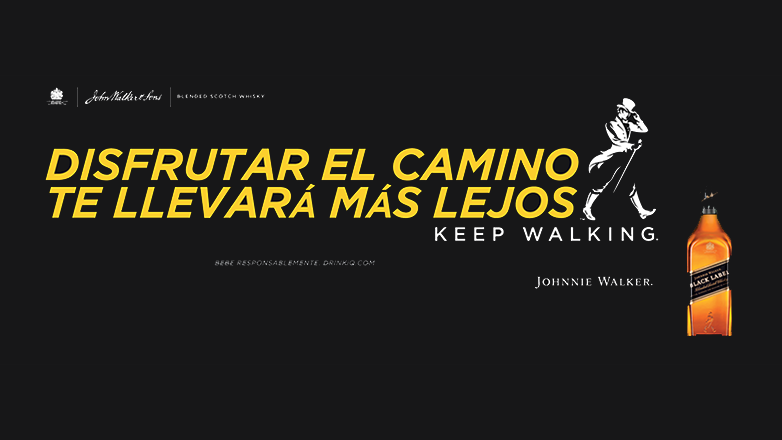 John Walker & Sons
BLENDED SCOTCH WHISKY
DISFRUTAR EL CAMINO
TE LLEVARÁ MÁS LEJOS
KEEP WALKING.
BEBE RESPONSABLEMENTE. DRINKIQ.COM
JOHNNIE WALKER.
BLACK LABEL